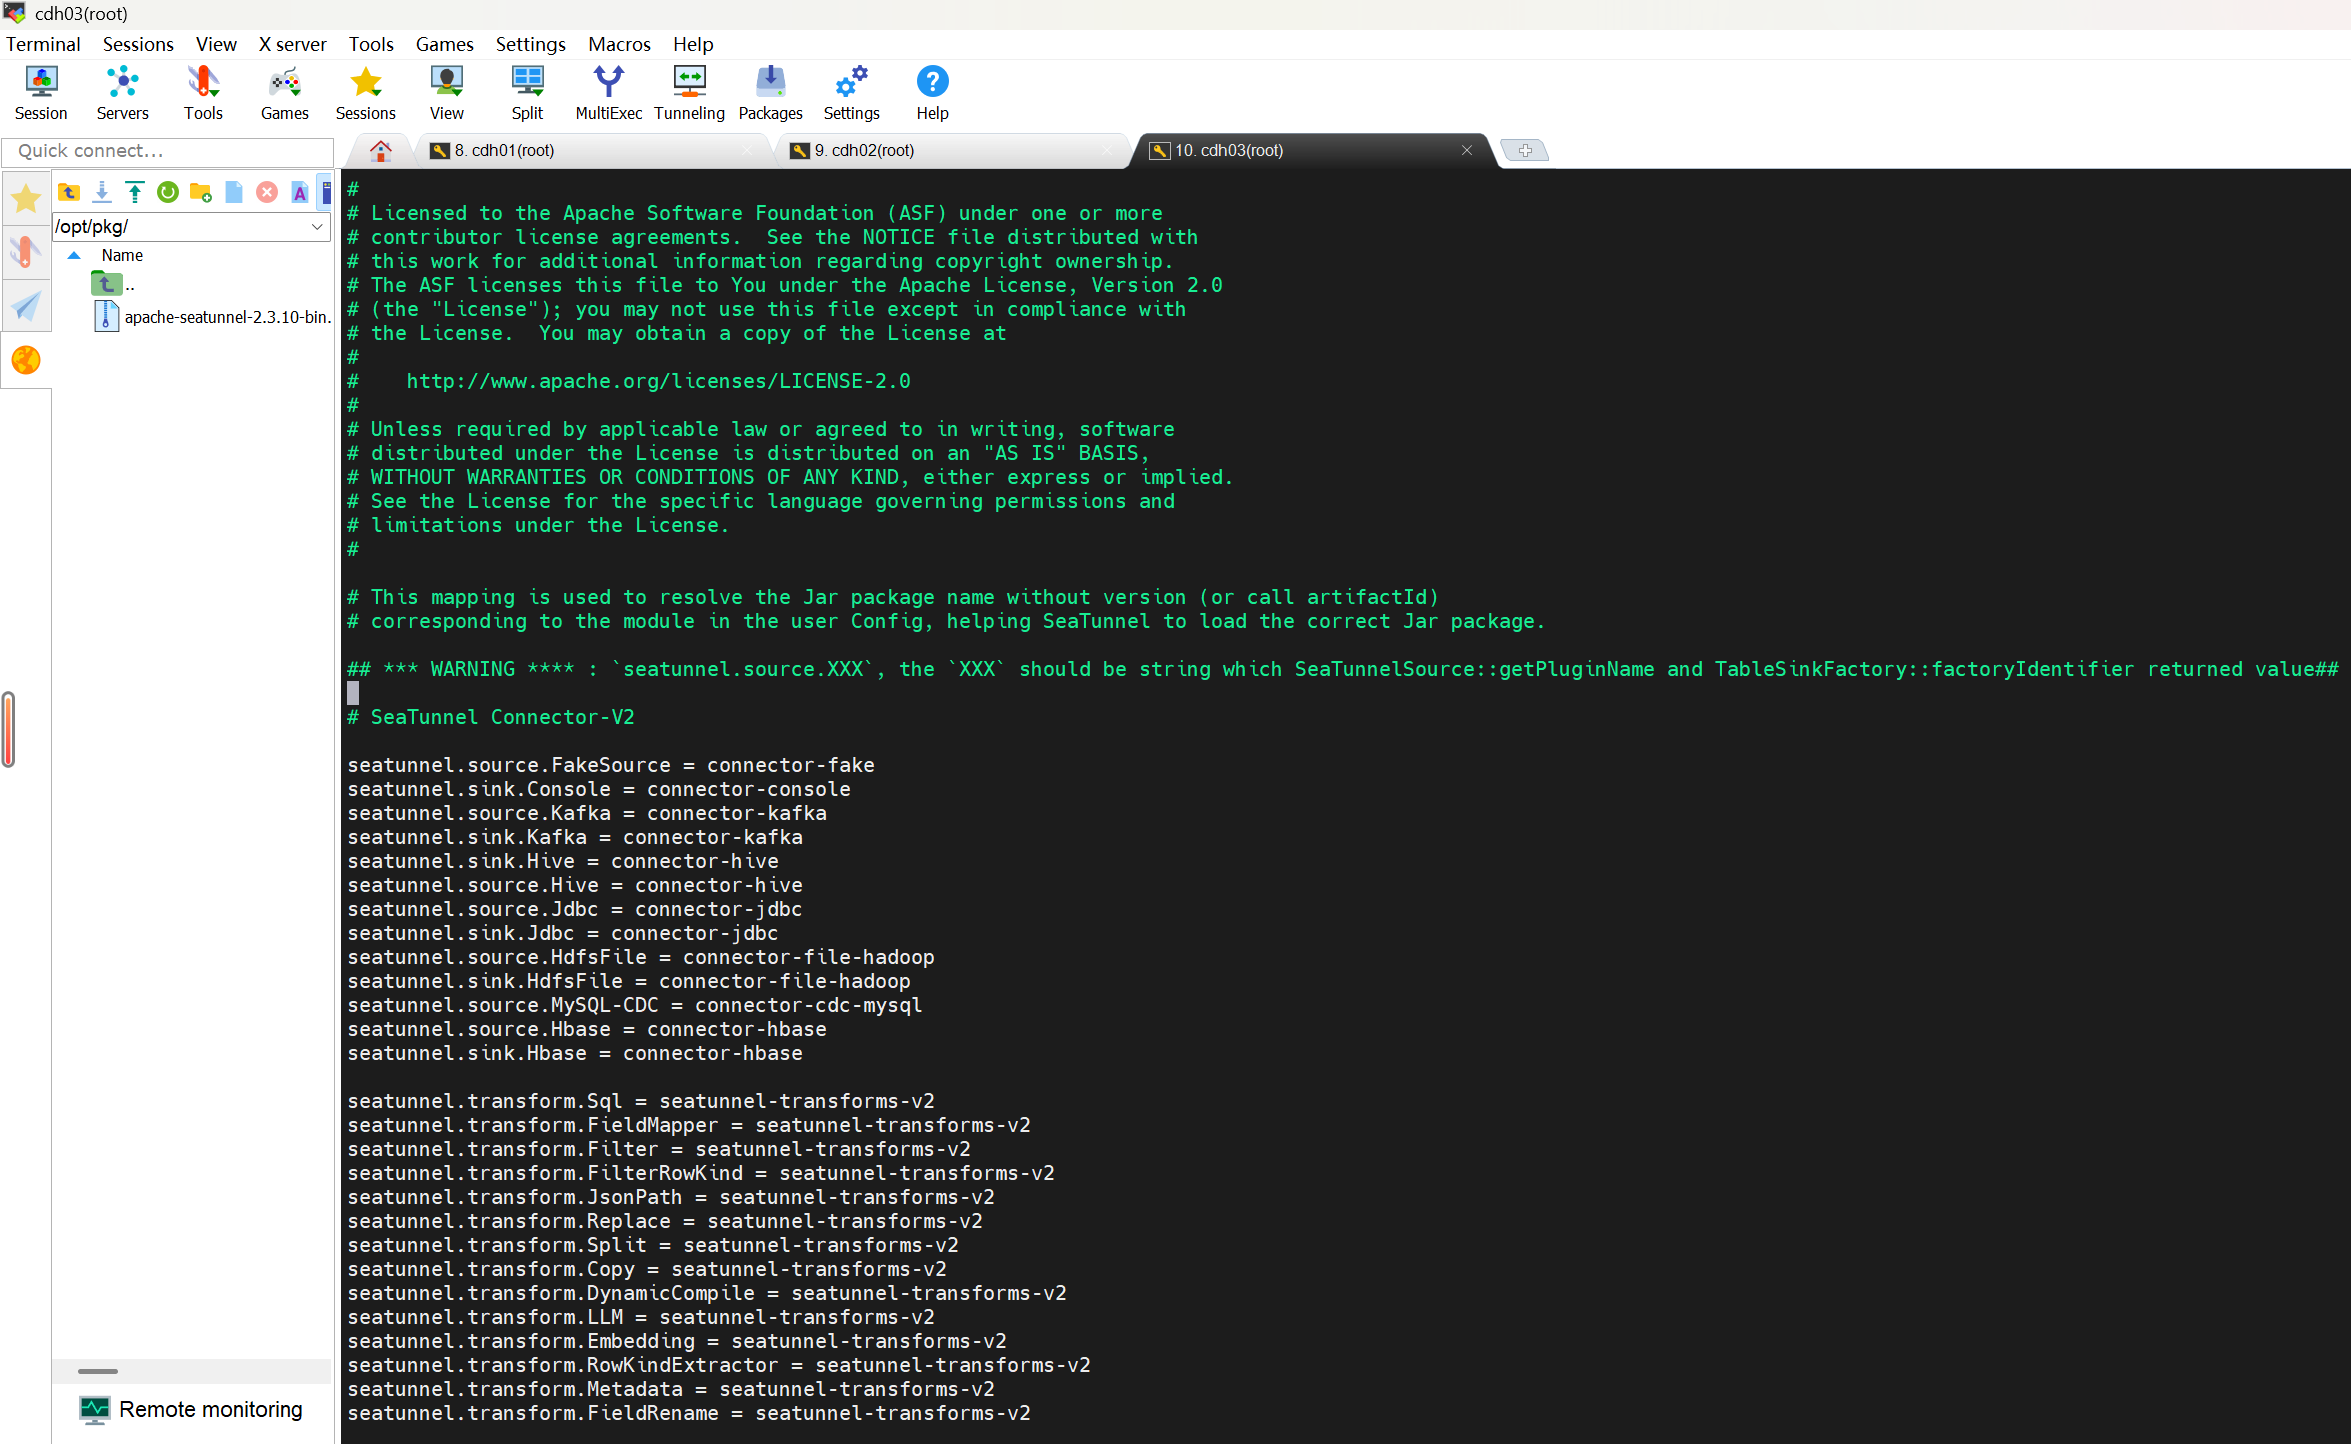 cdh03(root)
Terminal Sessions View X server Tools Games Settings Macros Help
Session Servers Tools Games Sessions View Split MultiExec Tunneling Packages Settings Help
Quick connect...
8. cdh01(root)
9. cdh02(root)
10. cdh03(root)
/opt/pkg/
Name
..
apache-seatunnel-2.3.10-bin.
Remote monitoring
#
# Licensed to the Apache Software Foundation (ASF) under one or more
# contributor license agreements.  See the NOTICE file distributed with
# this work for additional information regarding copyright ownership.
# The ASF licenses this file to You under the Apache License, Version 2.0
# (the "License"); you may not use this file except in compliance with
# the License.  You may obtain a copy of the License at
#
#    http://www.apache.org/licenses/LICENSE-2.0
#
# Unless required by applicable law or agreed to in writing, software
# distributed under the License is distributed on an "AS IS" BASIS,
# WITHOUT WARRANTIES OR CONDITIONS OF ANY KIND, either express or implied.
# See the License for the specific language governing permissions and
# limitations under the License.
#
# This mapping is used to resolve the Jar package name without version (or call artifactId)
# corresponding to the module in the user Config, helping SeaTunnel to load the correct Jar package.
## *** WARNING **** : `seatunnel.source.XXX`, the `XXX` should be string which SeaTunnelSource::getPluginName and TableSinkFactory::factoryIdentifier returned value##
# SeaTunnel Connector-V2
seatunnel.source.FakeSource = connector-fake
seatunnel.sink.Console = connector-console
seatunnel.source.Kafka = connector-kafka
seatunnel.sink.Kafka = connector-kafka
seatunnel.sink.Hive = connector-hive
seatunnel.source.Hive = connector-hive
seatunnel.source.Jdbc = connector-jdbc
seatunnel.sink.Jdbc = connector-jdbc
seatunnel.source.HdfsFile = connector-file-hadoop
seatunnel.sink.HdfsFile = connector-file-hadoop
seatunnel.source.MySQL-CDC = connector-cdc-mysql
seatunnel.source.Hbase = connector-hbase
seatunnel.sink.Hbase = connector-hbase
seatunnel.transform.Sql = seatunnel-transforms-v2
seatunnel.transform.FieldMapper = seatunnel-transforms-v2
seatunnel.transform.Filter = seatunnel-transforms-v2
seatunnel.transform.FilterRowKind = seatunnel-transforms-v2
seatunnel.transform.JsonPath = seatunnel-transforms-v2
seatunnel.transform.Replace = seatunnel-transforms-v2
seatunnel.transform.Split = seatunnel-transforms-v2
seatunnel.transform.Copy = seatunnel-transforms-v2
seatunnel.transform.DynamicCompile = seatunnel-transforms-v2
seatunnel.transform.LLM = seatunnel-transforms-v2
seatunnel.transform.Embedding = seatunnel-transforms-v2
seatunnel.transform.RowKindExtractor = seatunnel-transforms-v2
seatunnel.transform.Metadata = seatunnel-transforms-v2
seatunnel.transform.FieldRename = seatunnel-transforms-v2